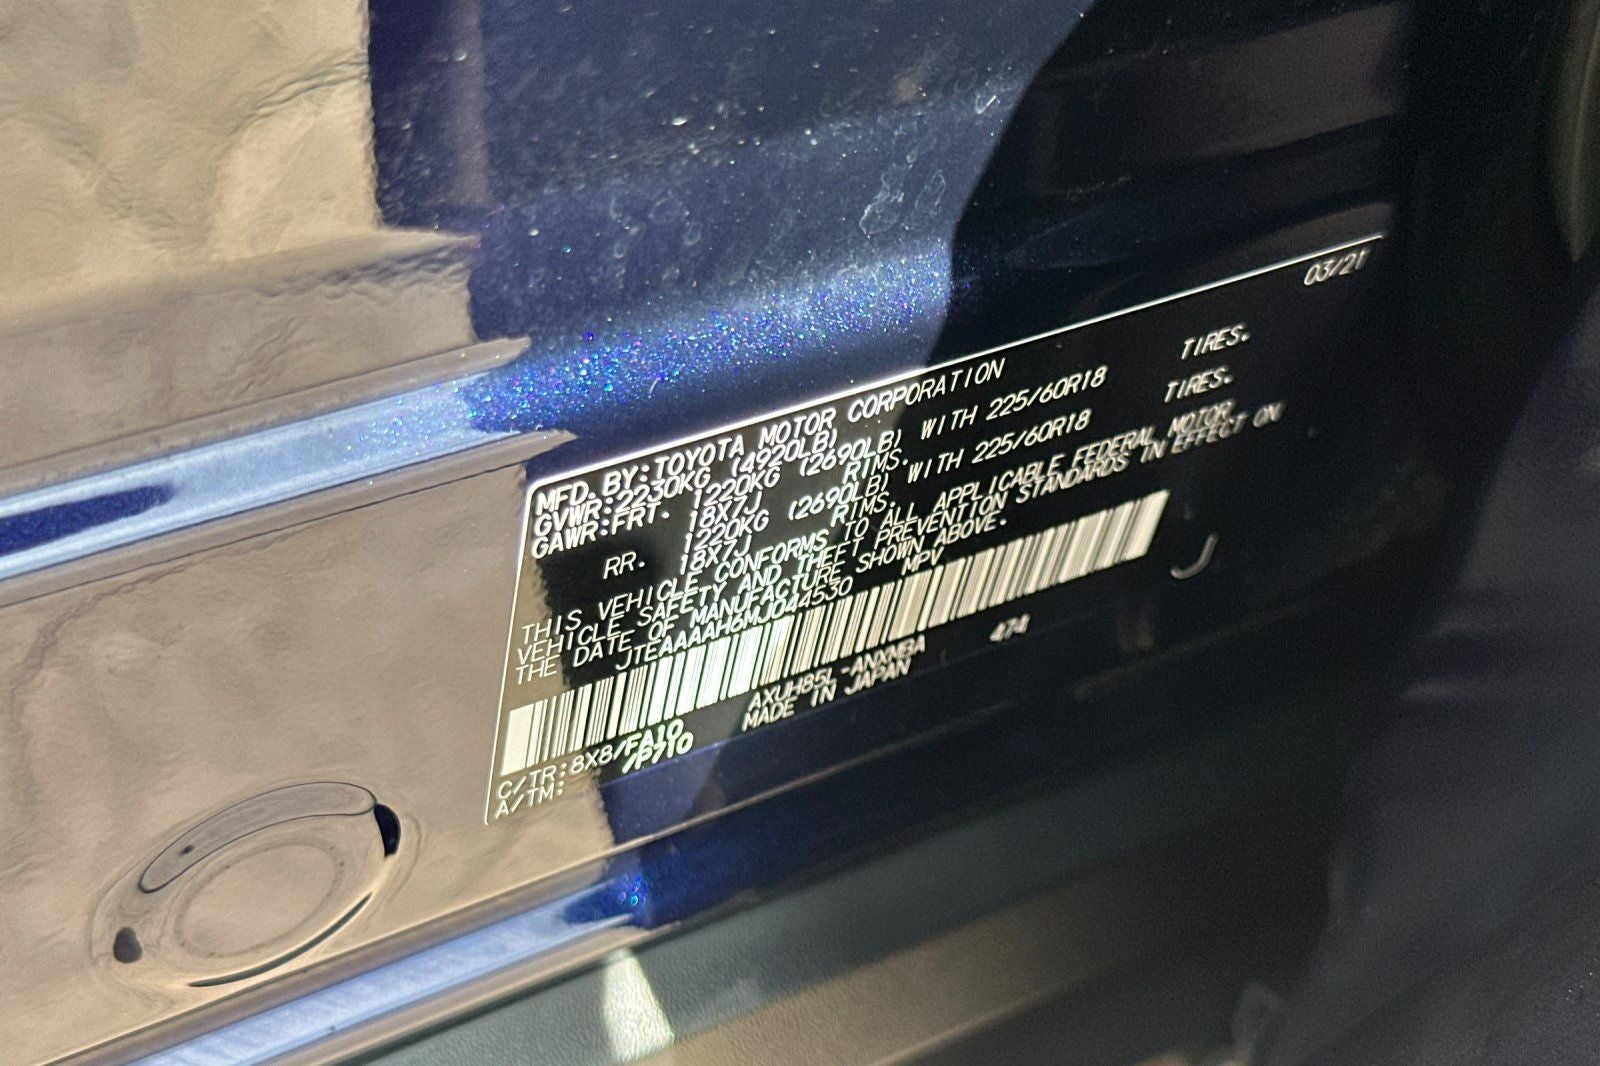 03/21
MFD. BY: TOYOTA MOTOR CORPORATION
GVWR: 2230KG (4920LB)
GAWR: FRT. 1220KG (2690LB) WITH 225/60R18 TIRES.
18X7J RIMS.
RR. 1220KG (2690LB) WITH 225/60R18 TIRES.
18X7J RIMS.
THIS VEHICLE CONFORMS TO ALL APPLICABLE FEDERAL MOTOR
VEHICLE SAFETY AND THEFT PREVENTION STANDARDS IN EFFECT ON
THE DATE OF MANUFACTURE SHOWN ABOVE.
JTEAAAAH6MJ044530 MPV
C/TR: 8X8/FA10 AXUH85L-ANXMBA 474
A/TM: /P710 MADE IN JAPAN